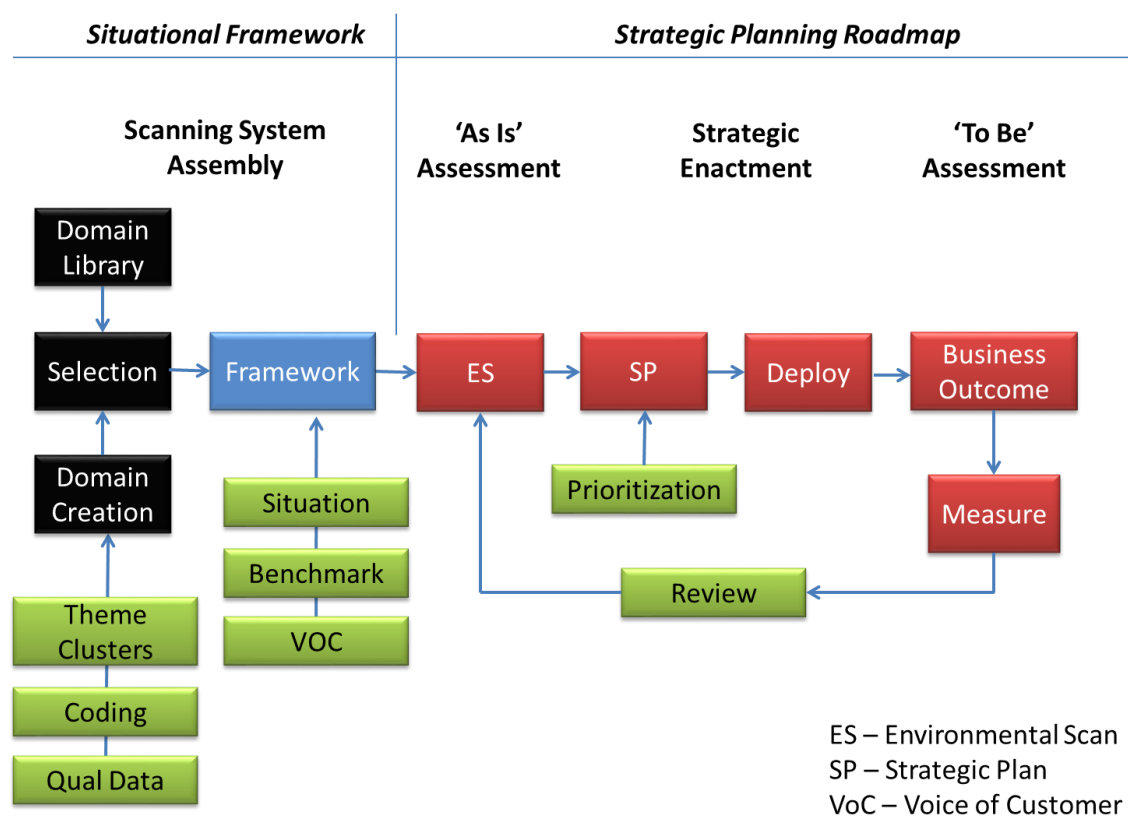 Situational Framework
Strategic Planning Roadmap
Scanning System
Assembly
‘As Is’
Assessment
Strategic
Enactment
‘To Be’
Assessment
Domain
Library
Selection
Framework
ES
SP
Deploy
Business
Outcome
Domain
Creation
Situation
Prioritization
Measure
Benchmark
Review
Theme
Clusters
VOC
Coding
Qual Data
ES – Environmental Scan
SP – Strategic Plan
VoC – Voice of Customer